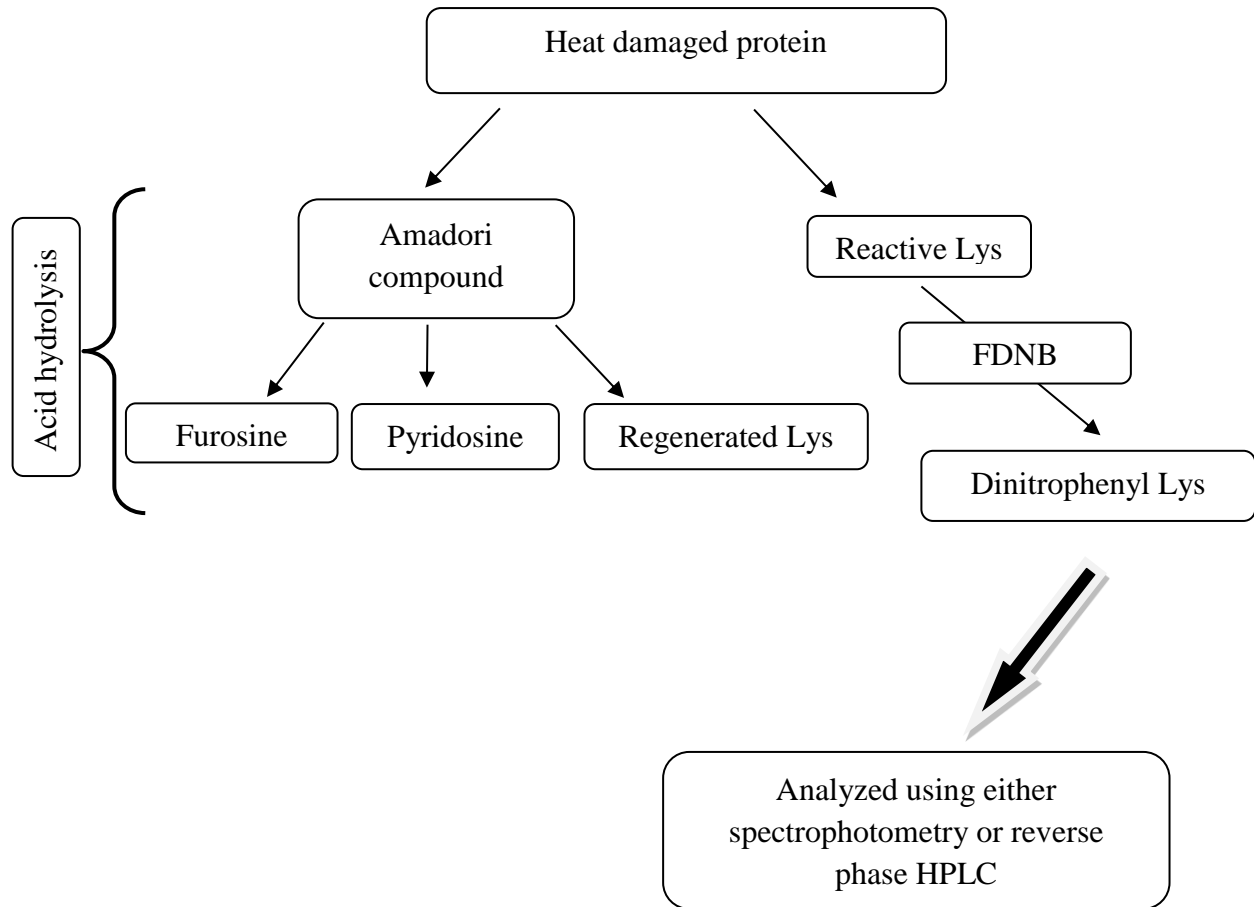 Heat damaged protein
Acid hydrolysis
Amadori
compound
Reactive Lys
FDNB
Furosine
Pyridosine
Regenerated Lys
Dinitrophenyl Lys
Analyzed using either
spectrophotometry or reverse
phase HPLC